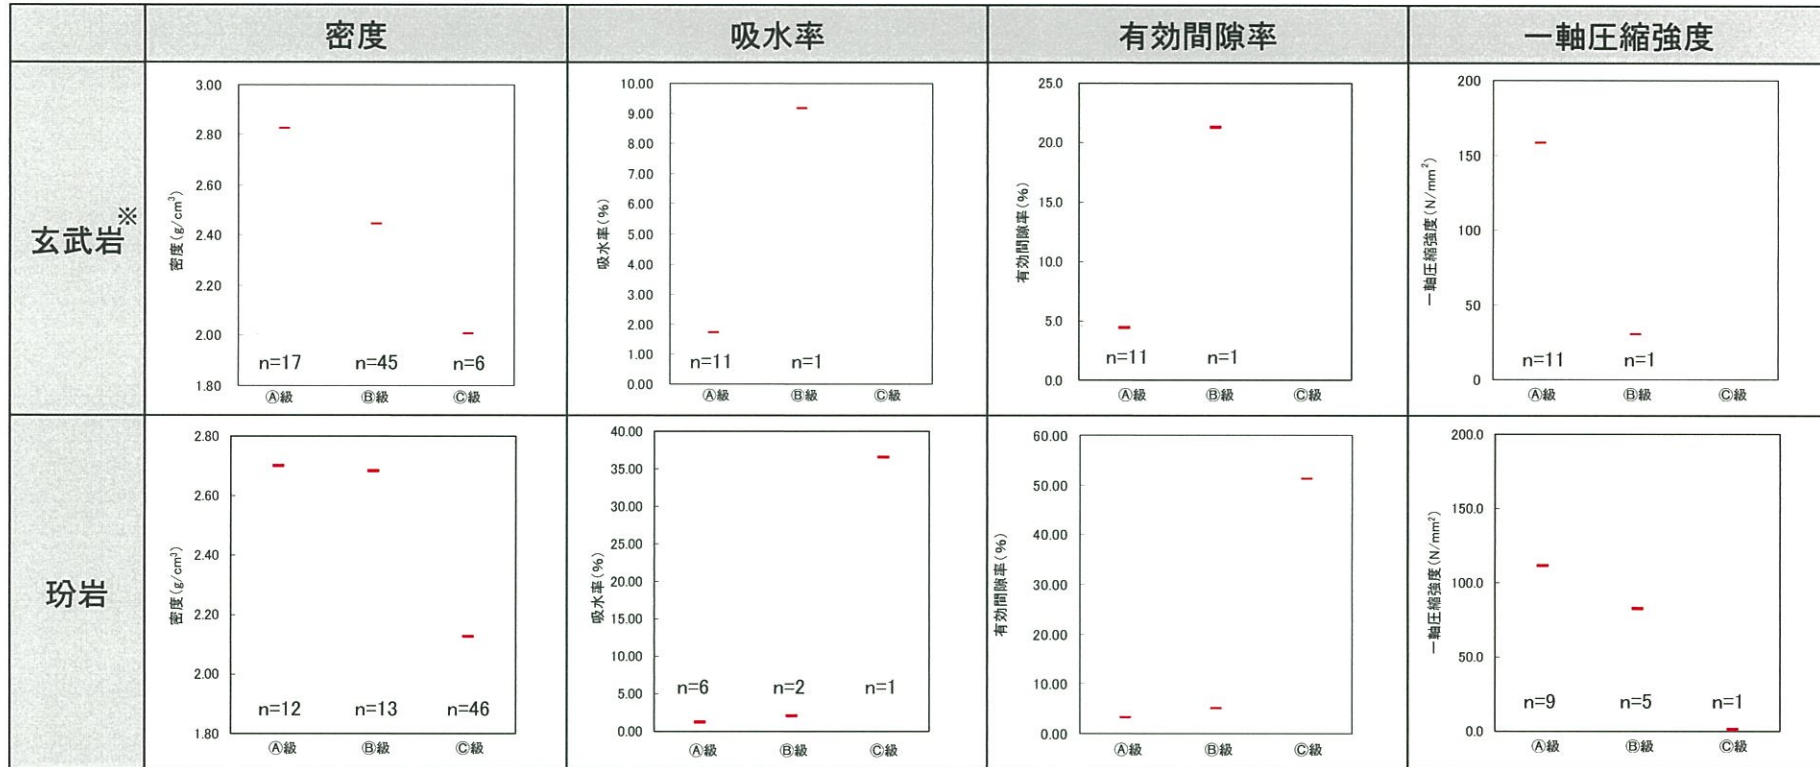 密度 吸水率 有効間隙率 一軸圧縮強度
玄武岩※
密度(g/cm³)
3.00
2.80
2.60
2.40
2.20
2.00
1.80
n=17 n=45 n=6
Ⓐ級 Ⓑ級 Ⓒ級
吸水率(%)
10.00
9.00
8.00
7.00
6.00
5.00
4.00
3.00
2.00
1.00
0.00
n=11 n=1
Ⓐ級 Ⓑ級 Ⓒ級
有効間隙率(%)
25.0
20.0
15.0
10.0
5.0
0.0
n=11 n=1
Ⓐ級 Ⓑ級 Ⓒ級
一軸圧縮強度(N/mm²)
200
150
100
50
0
n=11 n=1
Ⓐ級 Ⓑ級 Ⓒ級
玢岩
密度(g/cm³)
2.80
2.60
2.40
2.20
2.00
1.80
n=12 n=13 n=46
Ⓐ級 Ⓑ級 Ⓒ級
吸水率(%)
40.00
35.00
30.00
25.00
20.00
15.00
10.00
5.00
0.00
n=6 n=2 n=1
Ⓐ級 Ⓑ級 Ⓒ級
有効間隙率(%)
60.00
50.00
40.00
30.00
20.00
10.00
0.00
Ⓐ級 Ⓑ級 Ⓒ級
一軸圧縮強度(N/mm²)
200.0
150.0
100.0
50.0
0.0
n=9 n=5 n=1
Ⓐ級 Ⓑ級 Ⓒ級